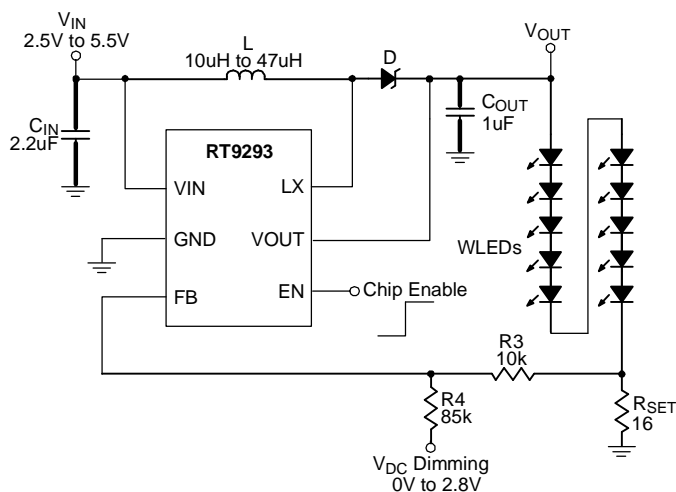 VIN
2.5V to 5.5V
L
10uH to 47uH
D
VOUT
CIN
2.2uF
COUT
1uF
RT9293
VIN
LX
GND
VOUT
WLEDs
FB
EN
Chip Enable
R3
10k
R4
85k
RSET
16
VDC Dimming
0V to 2.8V